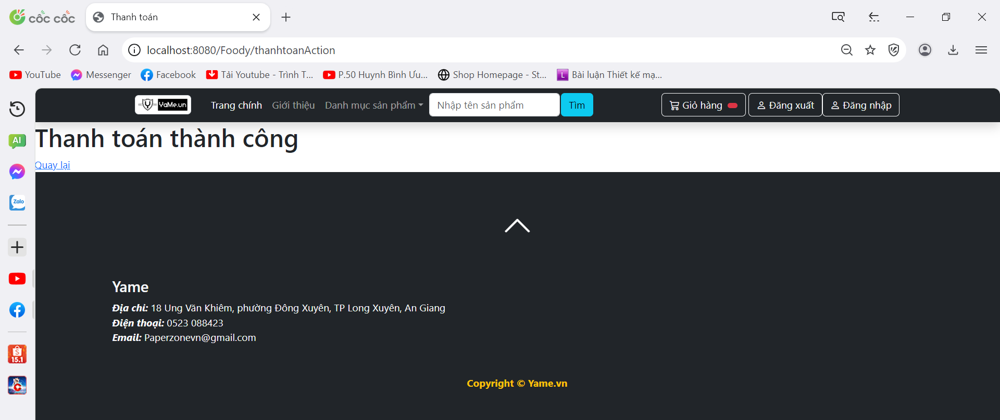 cốc cốc
Thanh toán
localhost:8080/Foody/thanhtoanAction
YouTube
Messenger
Facebook
Tải Youtube - Trình T...
P.50 Huynh Bình Ưu...
Shop Homepage - St...
L
Bài luận Thiết kế mạ...
YaMe.un
Trang chính
Giới thiệu
Danh mục sản phẩm
Nhập tên sản phẩm
Tìm
Giỏ hàng
Đăng xuất
Đăng nhập
AI
Thanh toán thành công
Quay lại
Zalo
Yame
Địa chỉ: 18 Ung Văn Khiêm, phường Đông Xuyên, TP Long Xuyên, An Giang
Điện thoại: 0523 088423
Email: Paperzonevn@gmail.com
S
15.1
Copyright © Yame.vn